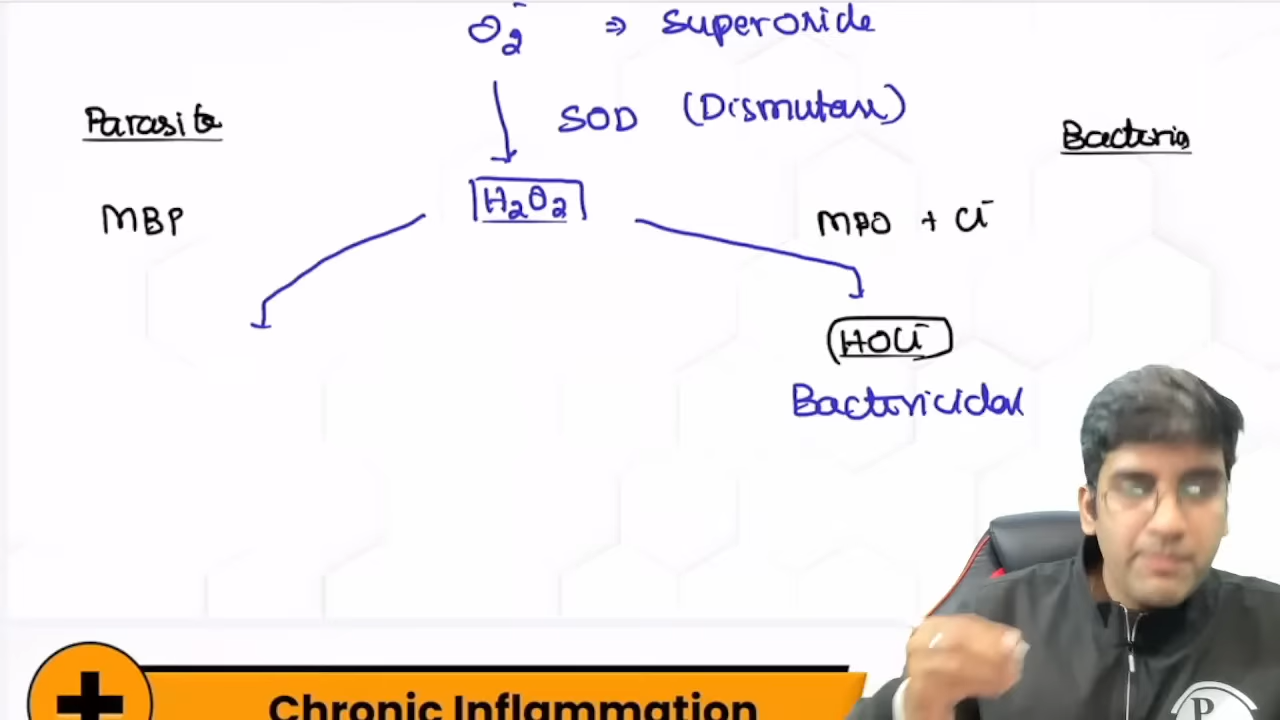 O₂⁻ ⇒ Superoxide
SOD (Dismutase)
Parasite
Bacteria
H₂O₂
MBP
MPO + Cl⁻
HOCl⁻
Bactericidal
Chronic Inflammation
P